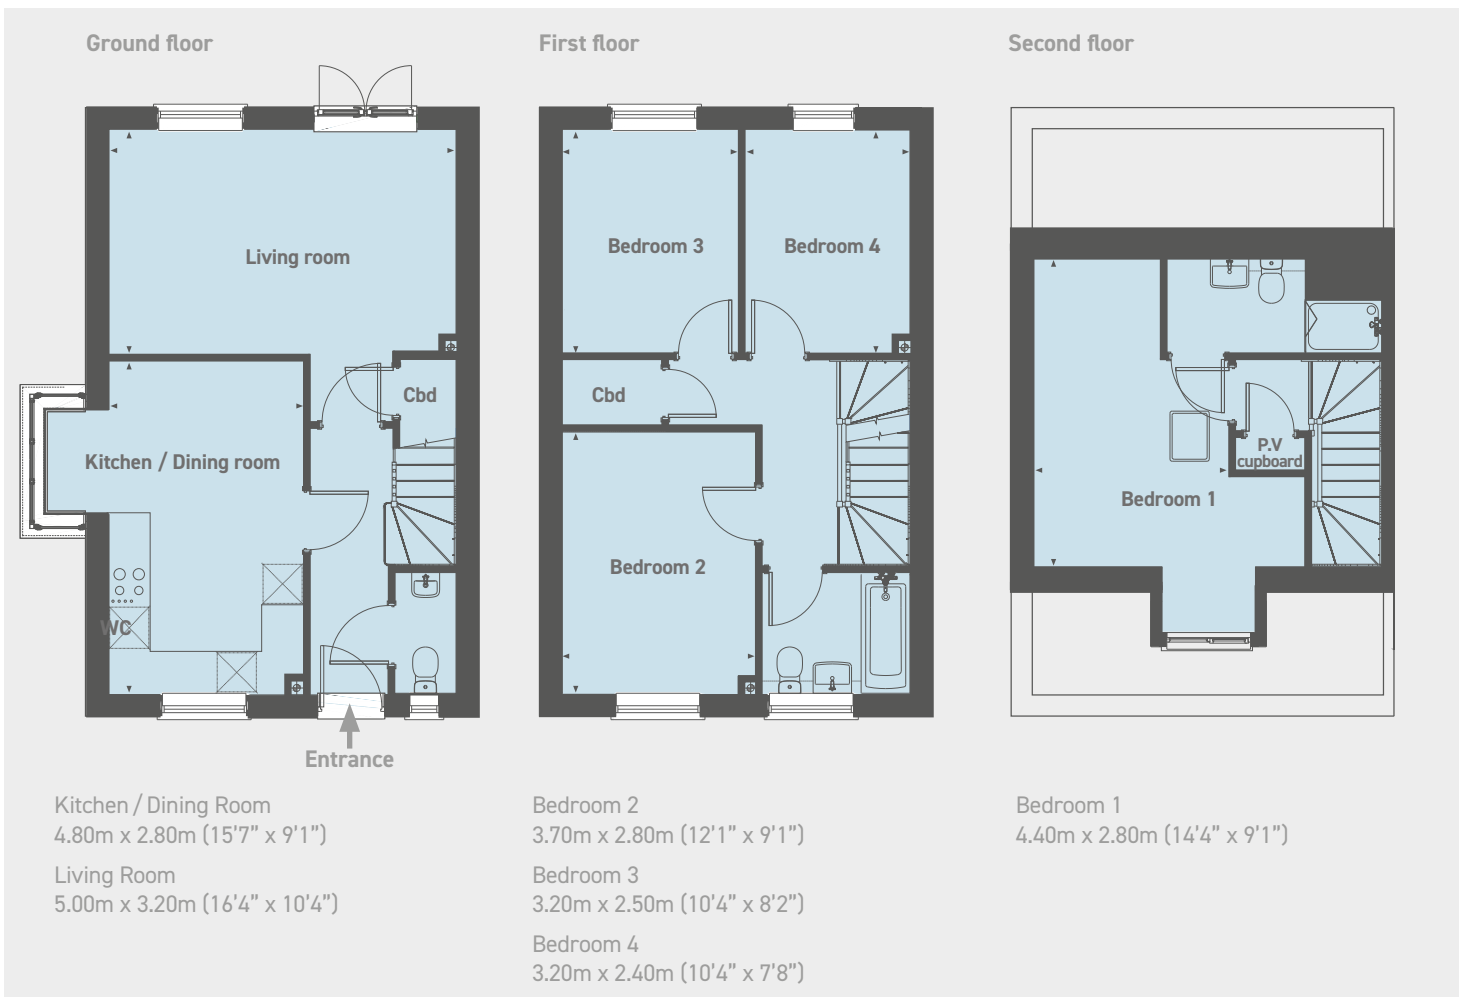 Ground floor
First floor
Second floor
Living room
Bedroom 3
Bedroom 4
Cbd
Cbd
Kitchen / Dining room
P.V
cupboard
Bedroom 1
Bedroom 2
WC
Entrance
Kitchen / Dining Room
4.80m x 2.80m (15'7” x 9'1”)
Living Room
5.00m x 3.20m (16'4” x 10'4”)
Bedroom 2
3.70m x 2.80m (12'1” x 9'1”)
Bedroom 3
3.20m x 2.50m (10'4” x 8'2”)
Bedroom 4
3.20m x 2.40m (10'4” x 7'8”)
Bedroom 1
4.40m x 2.80m (14'4” x 9'1”)